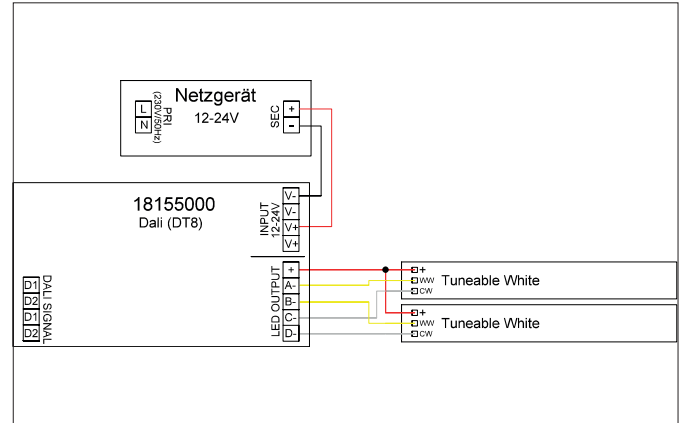 Netzgerät
12-24V
L
N
PRI
(230V/50Hz)
SEC
+
-
18155000
Dali (DT8)
INPUT
12-24V
V-
V-
V+
V+
LED OUTPUT
+
A-
B-
C-
D-
DALI SIGNAL
D1
D2
D1
D2
+
WW
CW
Tuneable White
+
WW
CW
Tuneable White